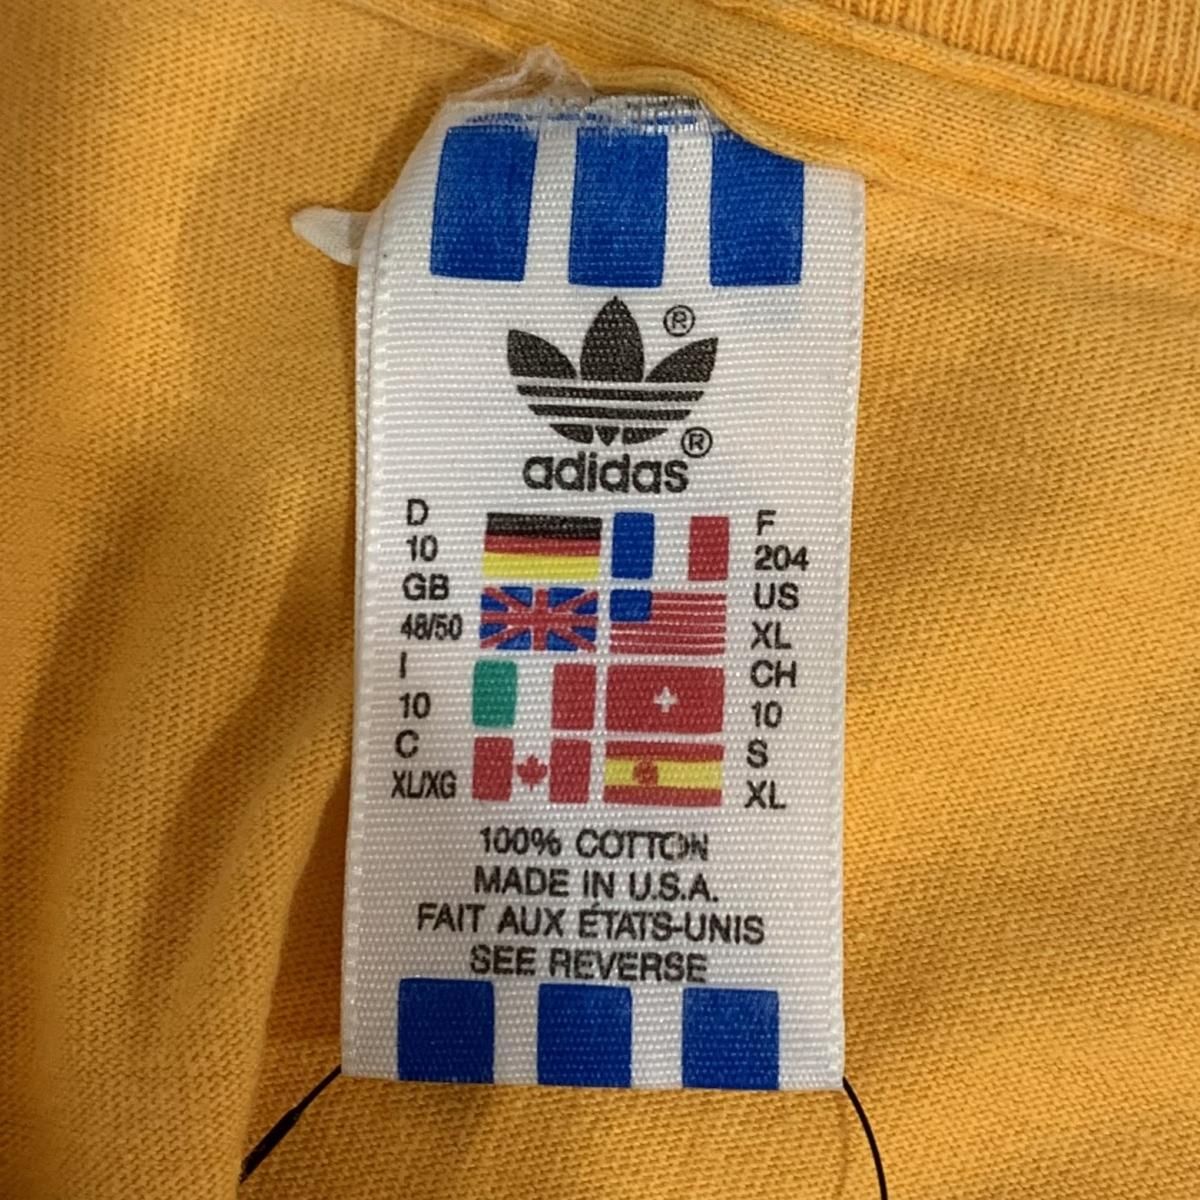 ®
®
adidas
D
10
GB
48/50
I
10
C
XL/XG
F
204
US
XL
CH
10
S
XL
100% COTTON
MADE IN U.S.A.
FAIT AUX ÉTATS-UNIS
SEE REVERSE